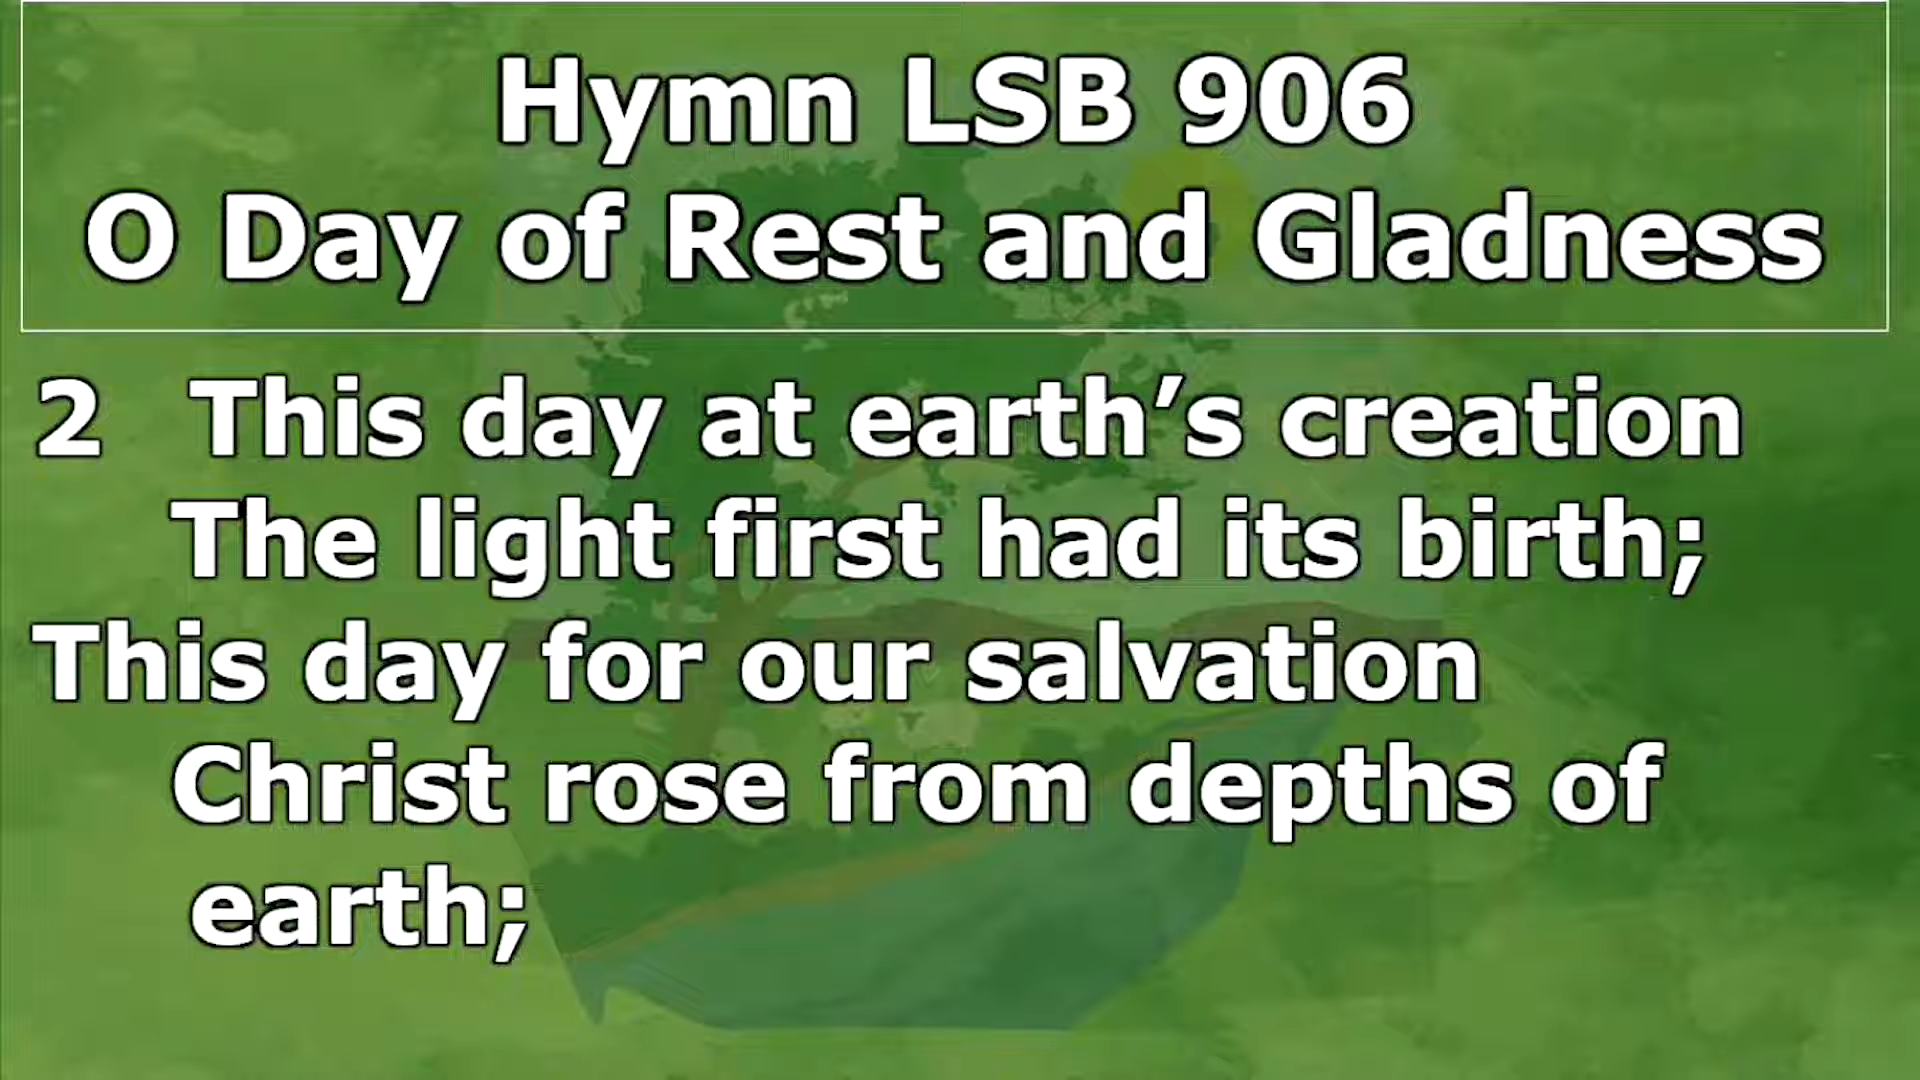 Hymn LSB 906
O Day of Rest and Gladness
2 This day at earth’s creation
The light first had its birth;
This day for our salvation
Christ rose from depths of
earth;